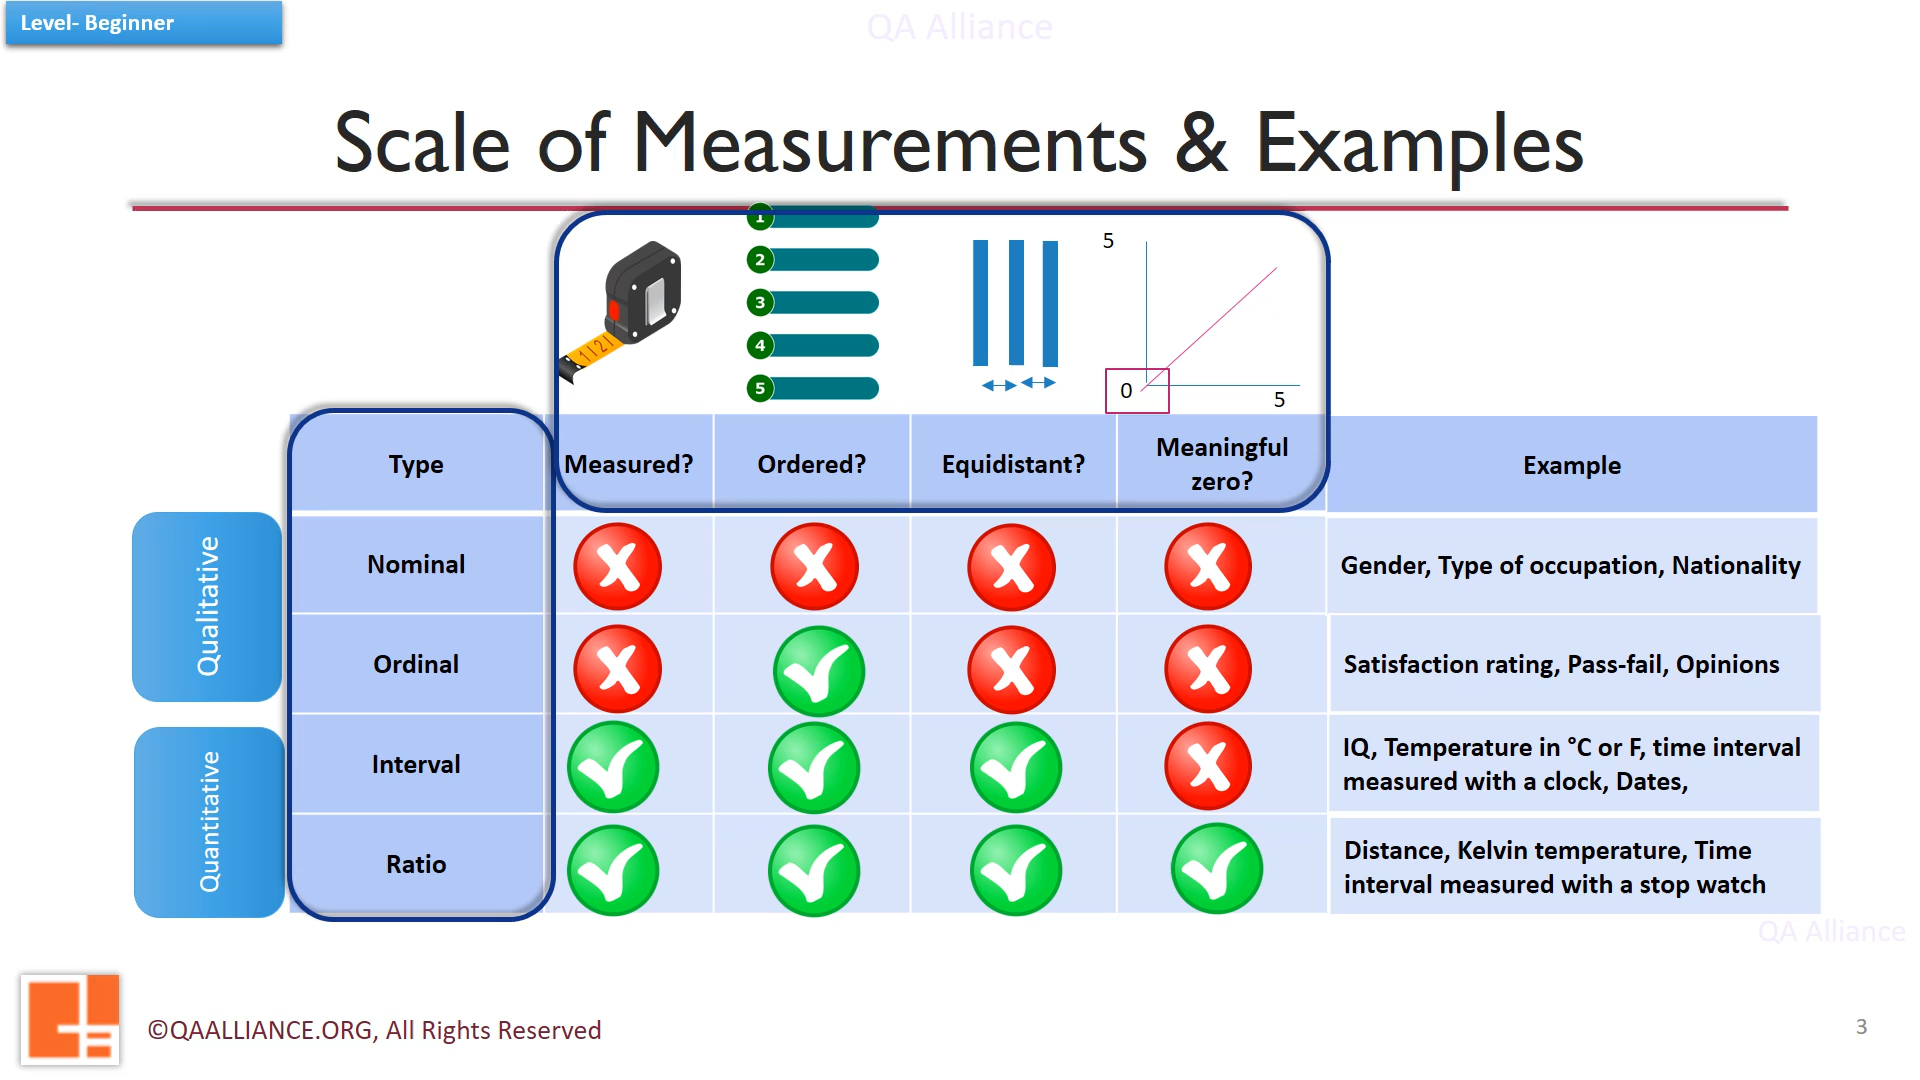 Level- Beginner
QA Alliance
Scale of Measurements & Examples
1
2
3
4
5
5
0
5
1 2
Type
Measured?
Ordered?
Equidistant?
Meaningful
zero?
Example
Qualitative
Nominal
Gender, Type of occupation, Nationality
Ordinal
Satisfaction rating, Pass-fail, Opinions
Quantitative
Interval
IQ, Temperature in °C or F, time interval
measured with a clock, Dates,
Ratio
Distance, Kelvin temperature, Time
interval measured with a stop watch
QA Alliance
©QAALLIANCE.ORG, All Rights Reserved
3